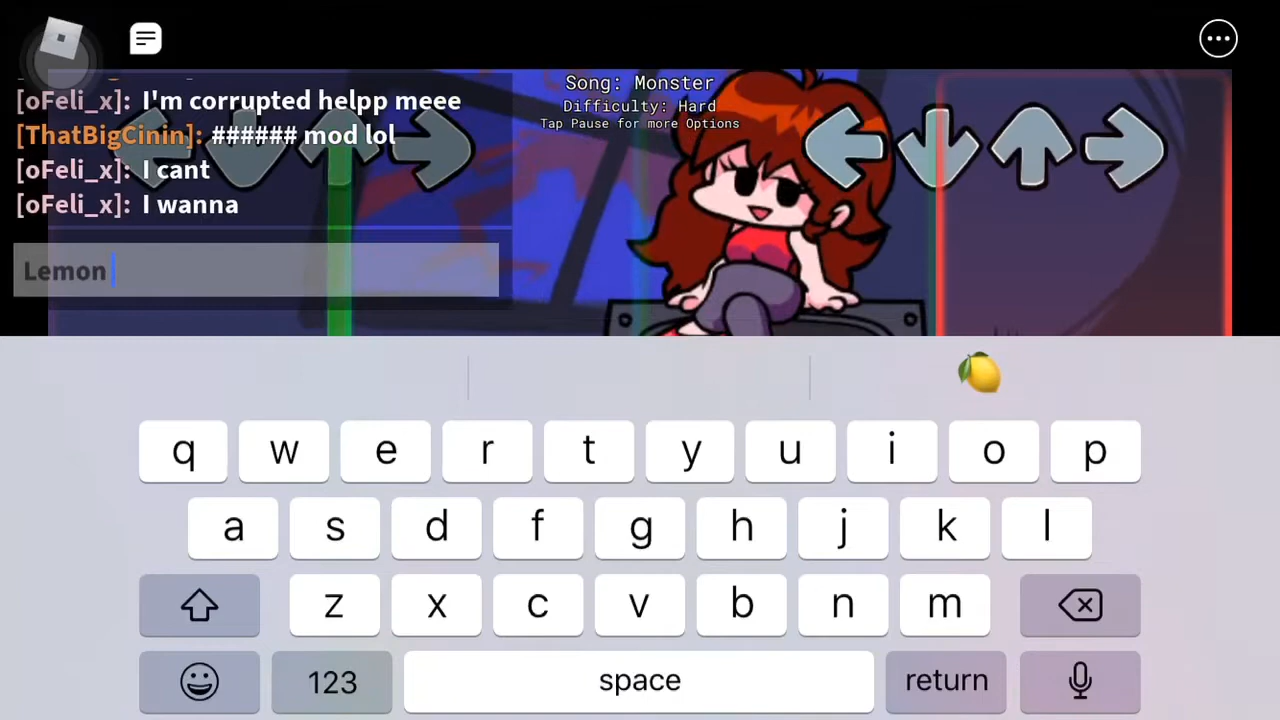 Song: Monster
Difficulty: Hard
Tap Pause for more Options
[oFeli_x]: I'm corrupted helpp meee
[ThatBigCinin]: ###### mod lol
[oFeli_x]: I cant
[oFeli_x]: I wanna
Lemon
q w e r t y u i o p
a s d f g h j k l
z x c v b n m
123 space return